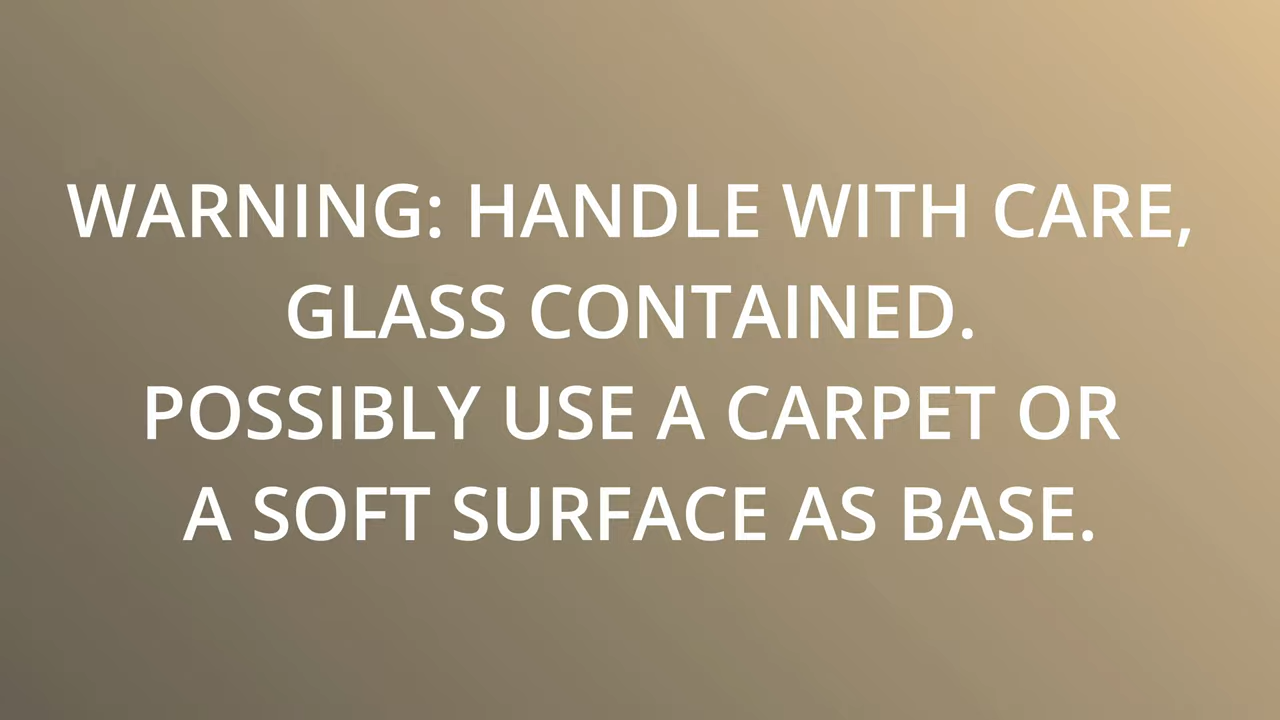 WARNING: HANDLE WITH CARE,
GLASS CONTAINED.
POSSIBLY USE A CARPET OR
A SOFT SURFACE AS BASE.